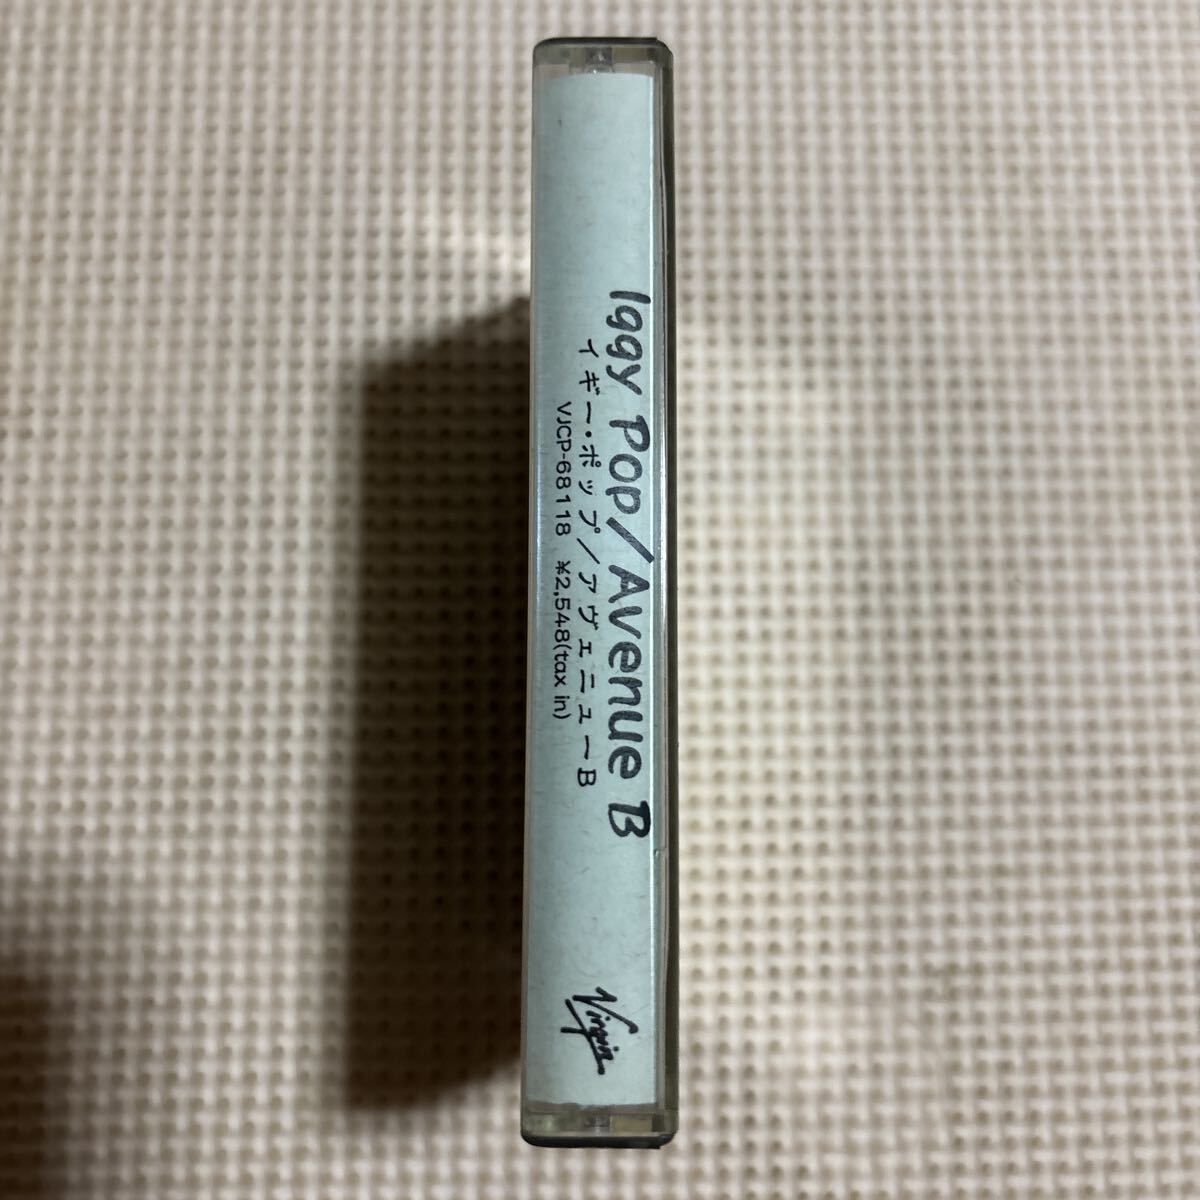 Iggy Pop/Avenue B
イギー・ポップ/アヴェニューB
VJCP-68118 ¥2,548(tax in)
Virgin